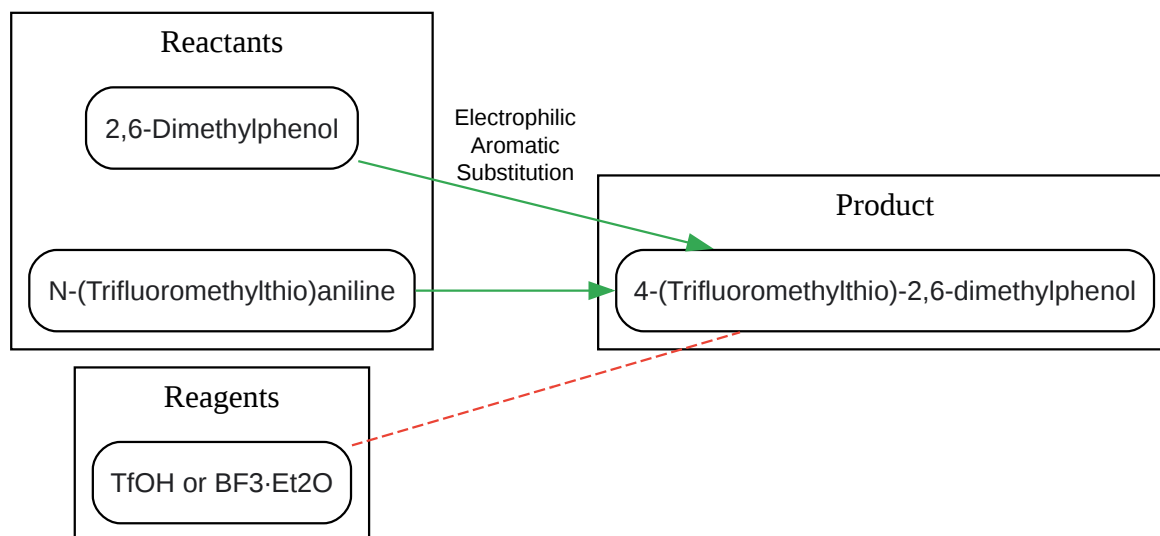 Reactants
2,6-Dimethylphenol
Electrophilic
Aromatic
Substitution
N-(Trifluoromethylthio)aniline
Product
4-(Trifluoromethylthio)-2,6-dimethylphenol
Reagents
TfOH or BF3·Et2O